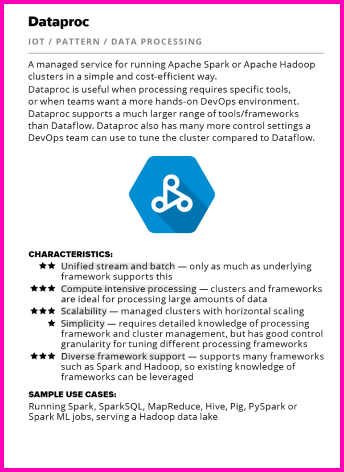 Dataproc
IOT / PATTERN / DATA PROCESSING
A managed service for running Apache Spark or Apache Hadoop
clusters in a simple and cost-efficient way.
Dataproc is useful when processing requires specific tools,
or when teams want a more hands-on DevOps environment.
Dataproc supports a much larger range of tools/frameworks
than Dataflow. Dataproc also has many more control settings a
DevOps team can use to tune the cluster compared to Dataflow.
CHARACTERISTICS:
★★ Unified stream and batch — only as much as underlying
framework supports this
★★★ Compute intensive processing — clusters and frameworks
are ideal for processing large amounts of data
★★★ Scalability — managed clusters with horizontal scaling
★ Simplicity — requires detailed knowledge of processing
framework and cluster management, but has good control
granularity for tuning different processing frameworks
★★★ Diverse framework support — supports many frameworks
such as Spark and Hadoop, so existing knowledge of
frameworks can be leveraged
SAMPLE USE CASES:
Running Spark, SparkSQL, MapReduce, Hive, Pig, PySpark or
Spark ML jobs, serving a Hadoop data lake